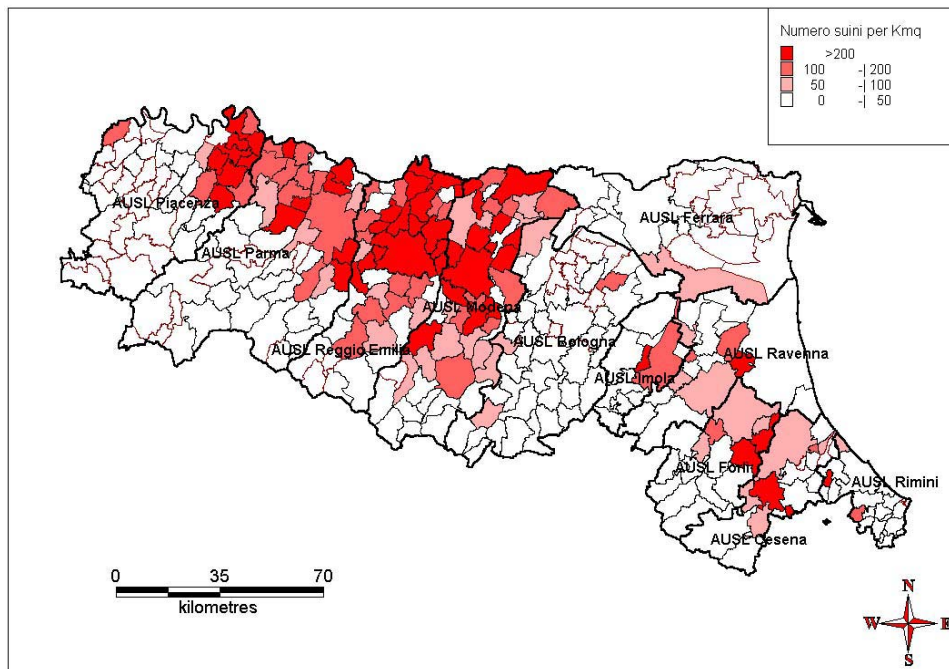 Numero suini per Kmq
>200
100 -| 200
50 -| 100
0 -| 50
AUSL Piacenza
AUSL Ferrara
AUSL Parma
AUSL Modena
AUSL Bologna
AUSL Reggio Emilia
AUSL Ravenna
AUSL Imola
AUSL Forlì
AUSL Rimini
AUSL Cesena
0 35 70
kilometres
N
W E
S